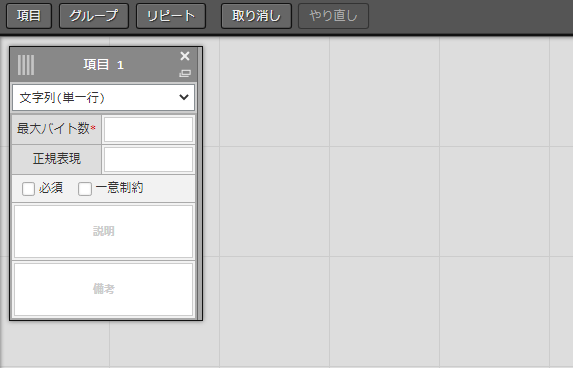 項目 グループ リピート 取り消し やり直し
項目 1
文字列(単一行)
最大バイト数*
正規表現
必須 一意制約
説明
備考